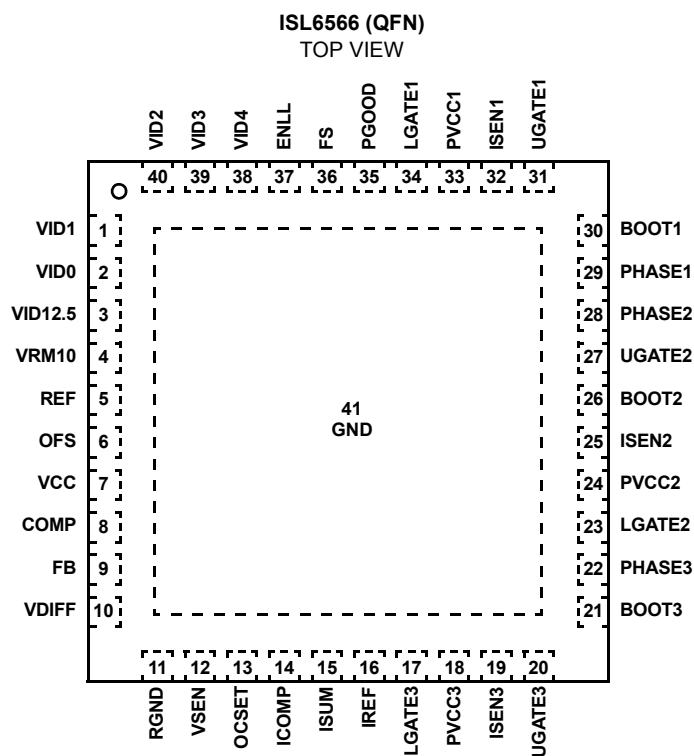 ISL6566 (QFN)
TOP VIEW
VID2 VID3 VID4 ENLL FS PGOOD LGATE1 PVCC1 ISEN1 UGATE1
40 39 38 37 36 35 34 33 32 31
VID1 1 30 BOOT1
VID0 2 29 PHASE1
VID12.5 3 28 PHASE2
VRM10 4 27 UGATE2
REF 5 26 BOOT2
41
GND
OFS 6 25 ISEN2
VCC 7 24 PVCC2
COMP 8 23 LGATE2
FB 9 22 PHASE3
VDIFF 10 21 BOOT3
11 12 13 14 15 16 17 18 19 20
RGND VSEN OCSET ICOMP ISUM IREF LGATE3 PVCC3 ISEN3 UGATE3